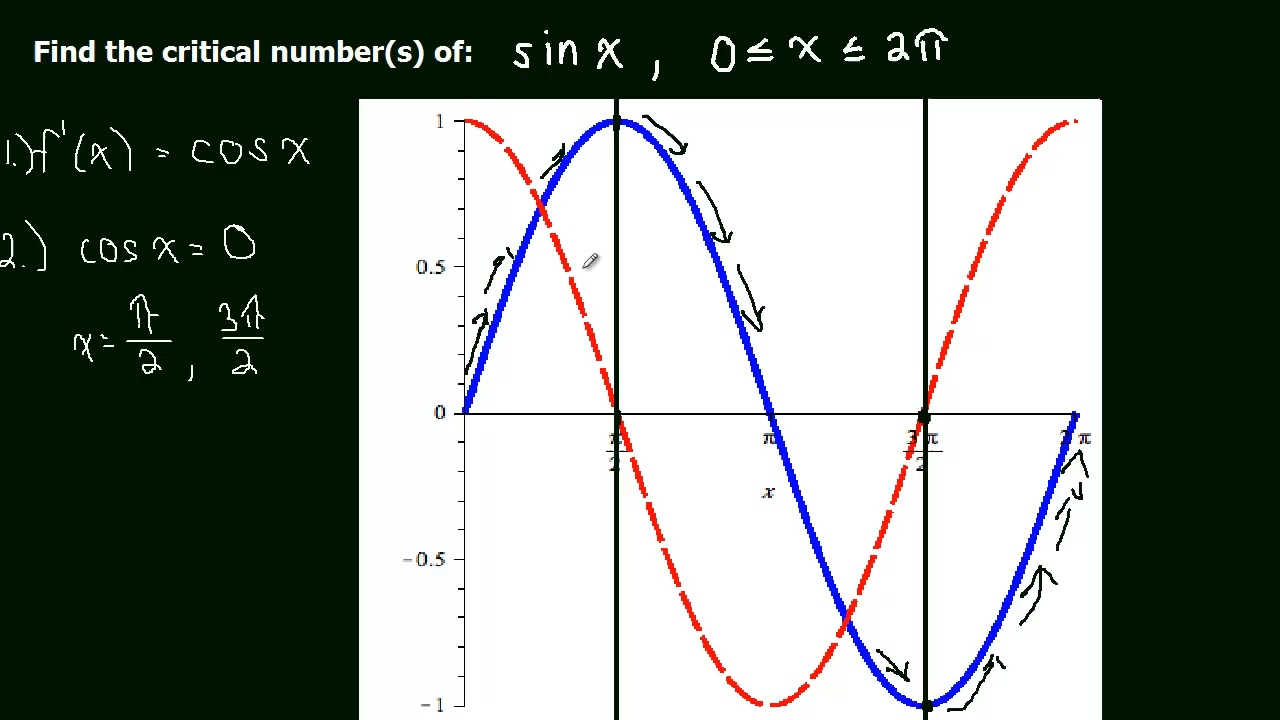 Find the critical number(s) of: sin x , 0 ≤ x ≤ 2π
1.) f'(x) = cos x
2.) cos x = 0
x = π/2 , 3π/2
1
0.5
0
π/2
π
3π/2
2π
x
-0.5
-1